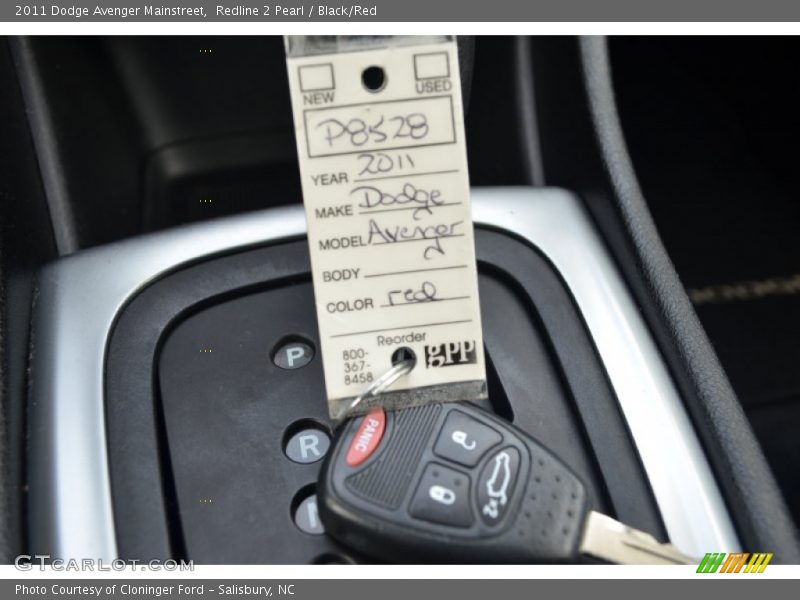 2011 Dodge Avenger Mainstreet,  Redline 2 Pearl / Black/Red
NEW
USED
P8528
YEAR 2011
MAKE Dodge
MODEL Avenger
BODY
COLOR red
Reorder
800-
367-
8458
gpp
P
R
N
PANIC
x2
GTCARLOT.COM
Photo Courtesy of Cloninger Ford - Salisbury, NC